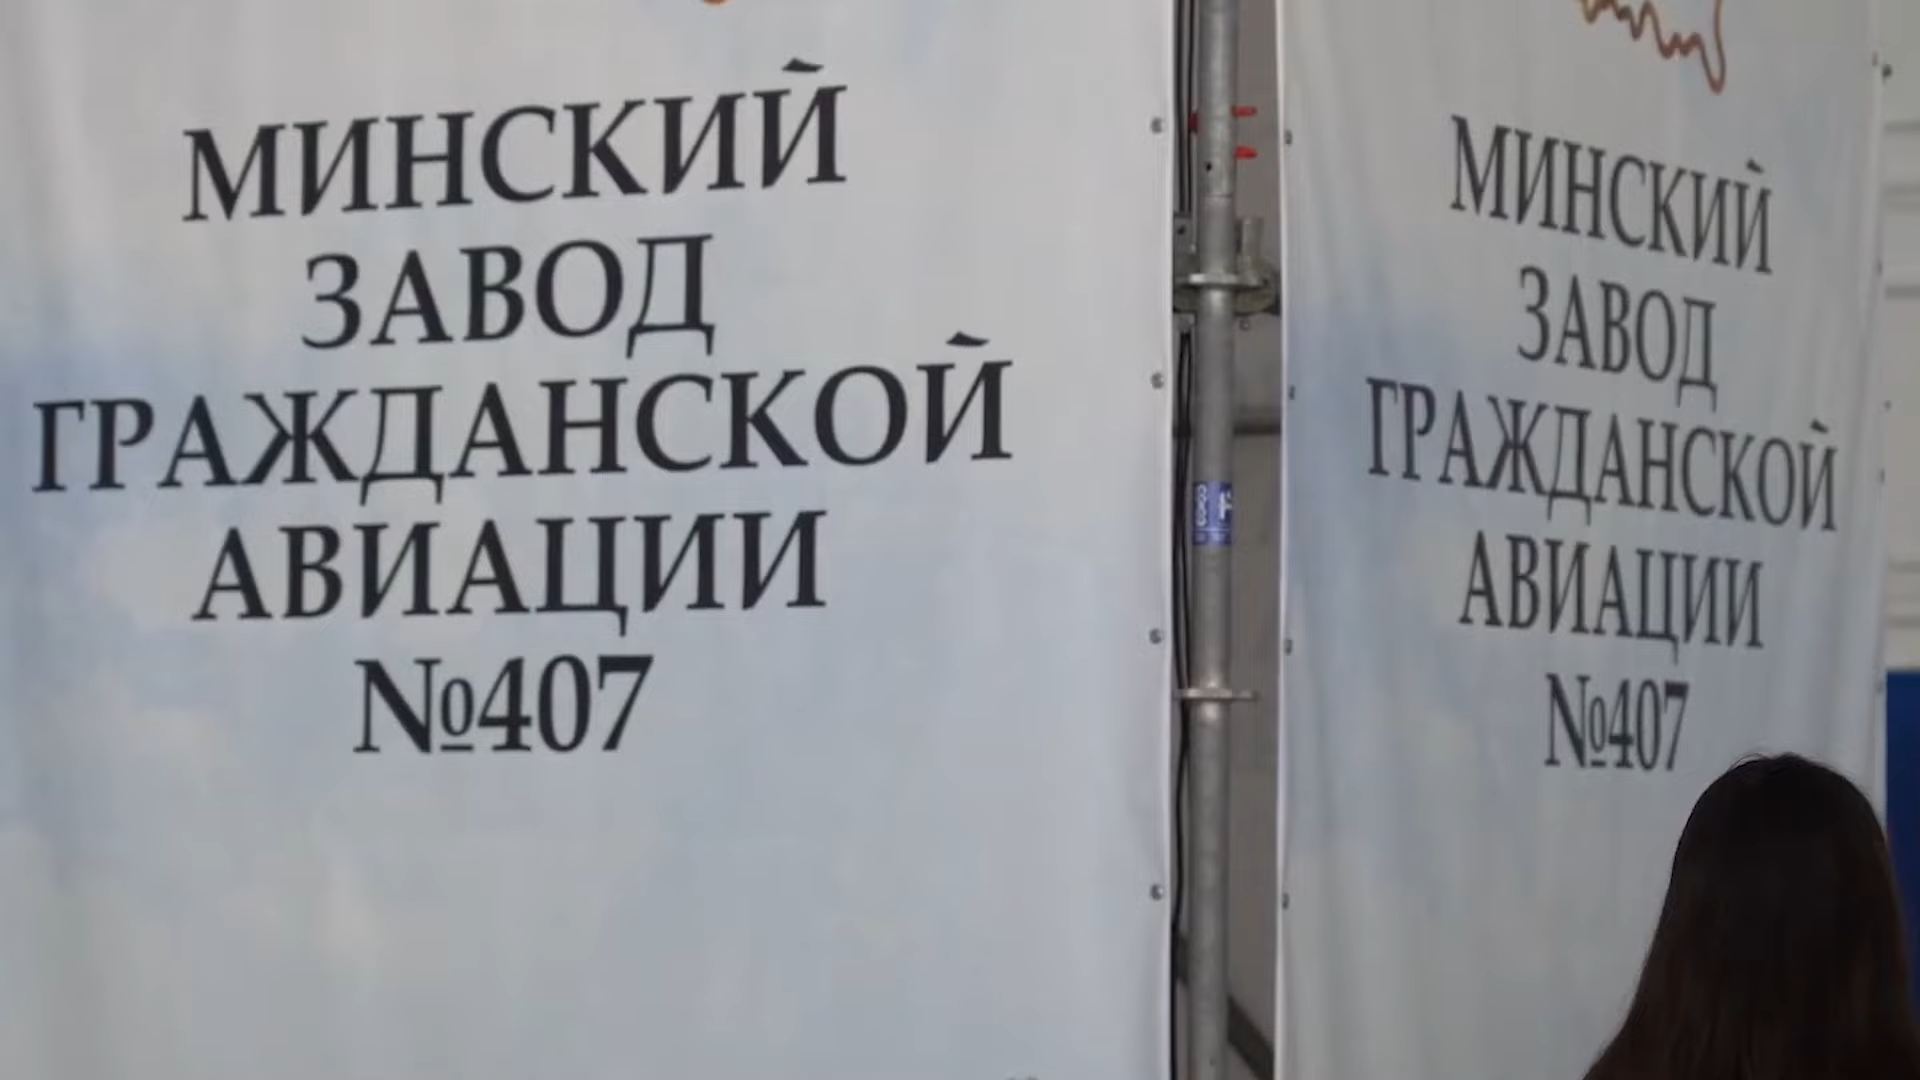 МИНСКИЙ
ЗАВОД
ГРАЖДАНСКОЙ
АВИАЦИИ
№407
МИНСКИЙ
ЗАВОД
ГРАЖДАНСКОЙ
АВИАЦИИ
№407